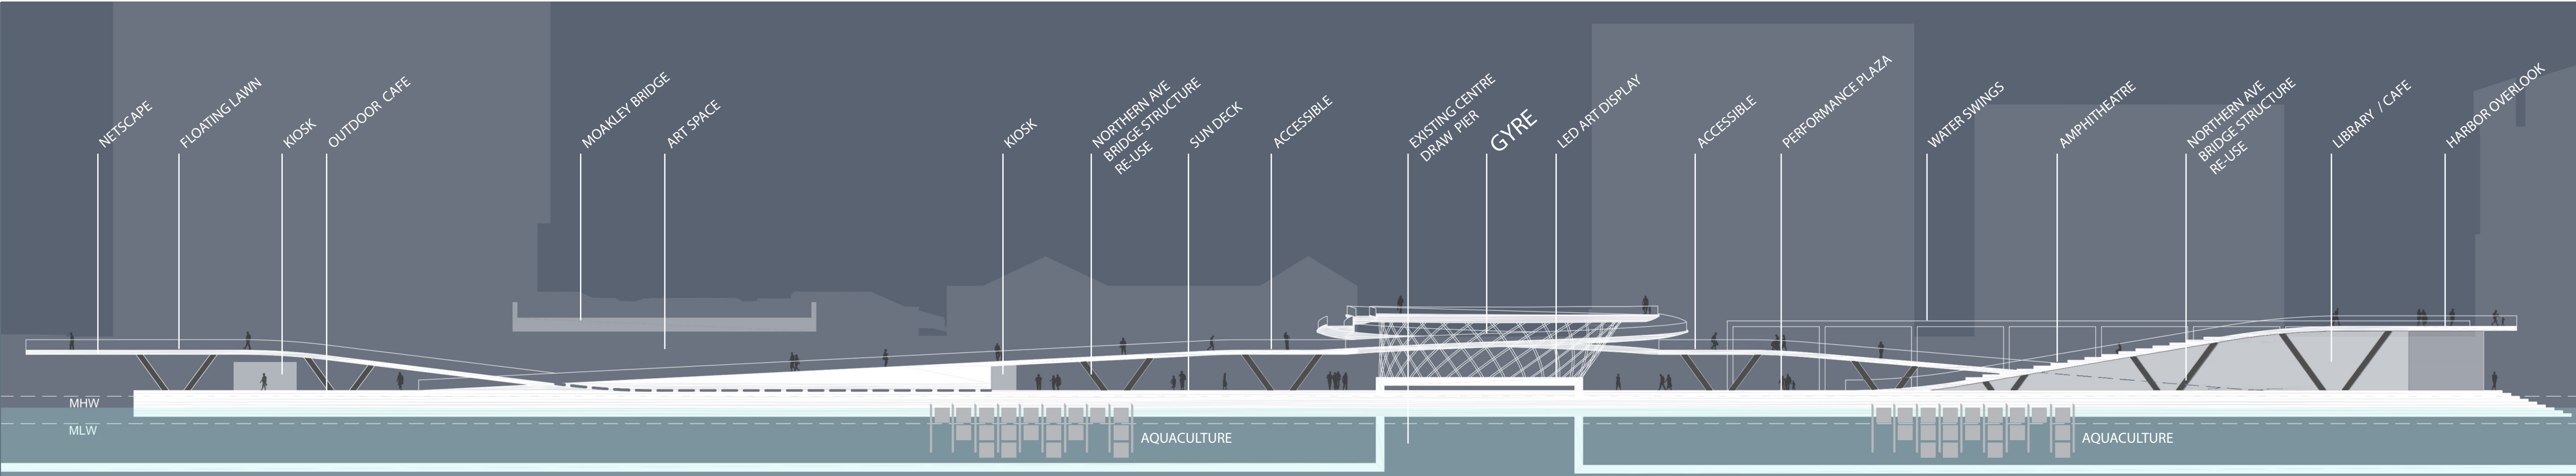 NETSCAPE
FLOATING LAWN
KIOSK
OUTDOOR CAFE
MOAKLEY BRIDGE
ART SPACE
KIOSK
NORTHERN AVE
BRIDGE STRUCTURE
RE-USE
SUN DECK
ACCESSIBLE
EXISTING CENTRE
DRAW PIER
GYRE
LED ART DISPLAY
ACCESSIBLE
PERFORMANCE PLAZA
WATER SWINGS
AMPHITHEATRE
NORTHERN AVE
BRIDGE STRUCTURE
RE-USE
LIBRARY / CAFE
HARBOR OVERLOOK
MHW
MLW
AQUACULTURE
AQUACULTURE